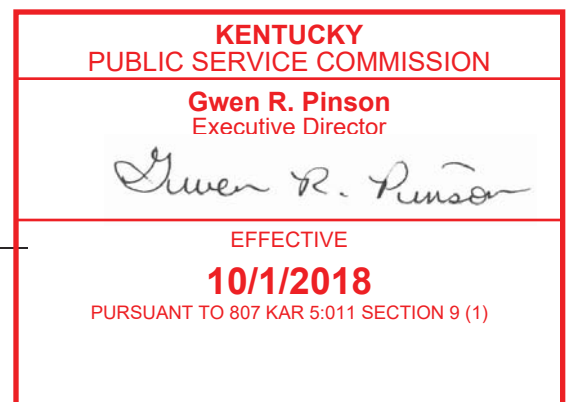 KENTUCKY
PUBLIC SERVICE COMMISSION
Gwen R. Pinson
Executive Director
Gwen R. Pinson
EFFECTIVE
10/1/2018
PURSUANT TO 807 KAR 5:011 SECTION 9 (1)